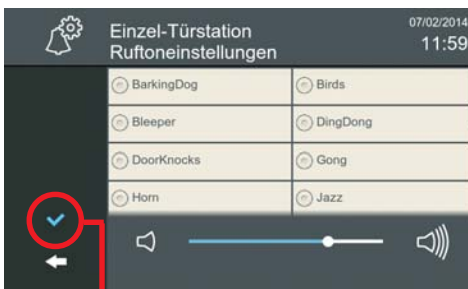 Einzel-Türstation
Ruftoneinstellungen
07/02/2014
11:59
BarkingDog
Birds
Bleeper
DingDong
DoorKnocks
Gong
Horn
Jazz